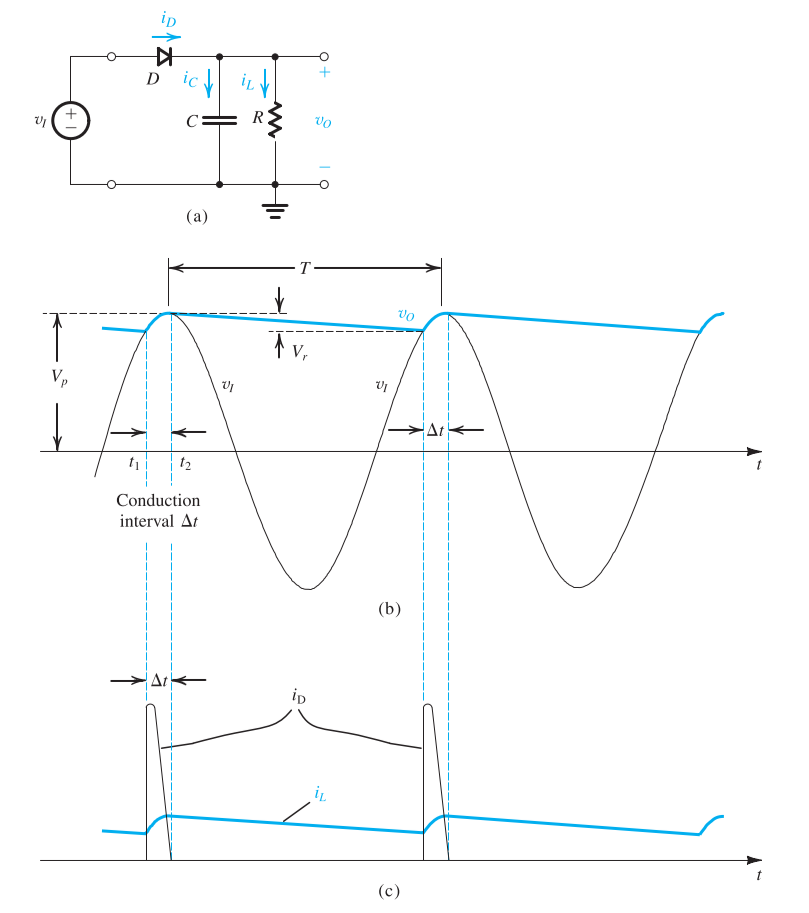 i_D
D
i_C
i_L
v_I
+
−
C
R
+
v_O
−
(a)
T
v_O
V_r
V_p
v_I
v_I
Δt
t_1
t_2
t
Conduction
interval Δt
(b)
Δt
i_D
i_L
t
(c)